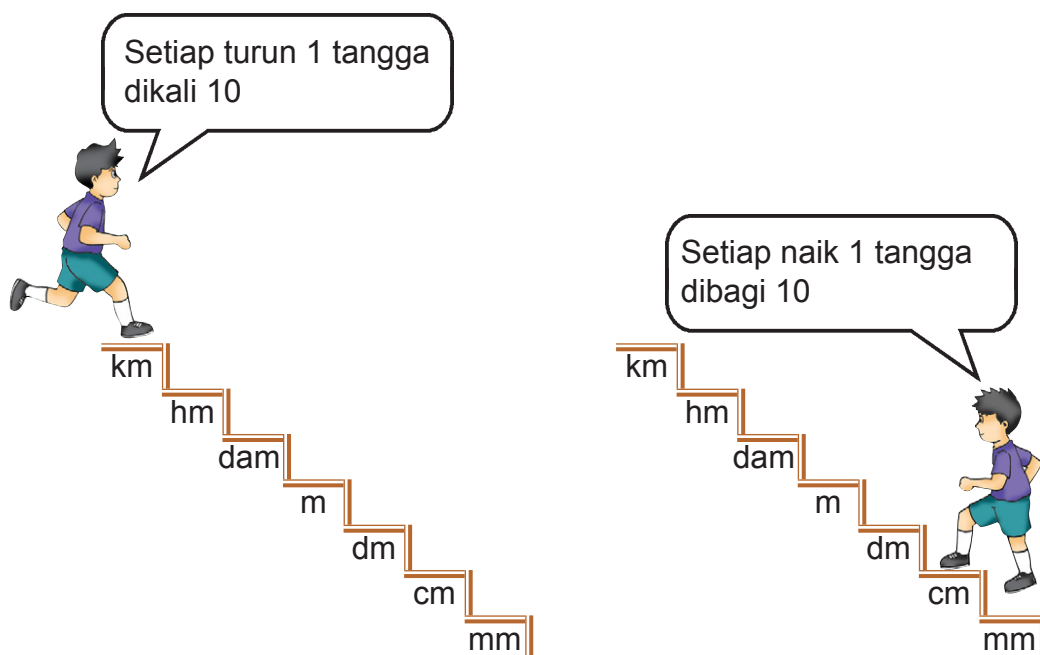 Setiap turun 1 tangga
dikali 10
km
hm
dam
m
dm
cm
mm
Setiap naik 1 tangga
dibagi 10
km
hm
dam
m
dm
cm
mm